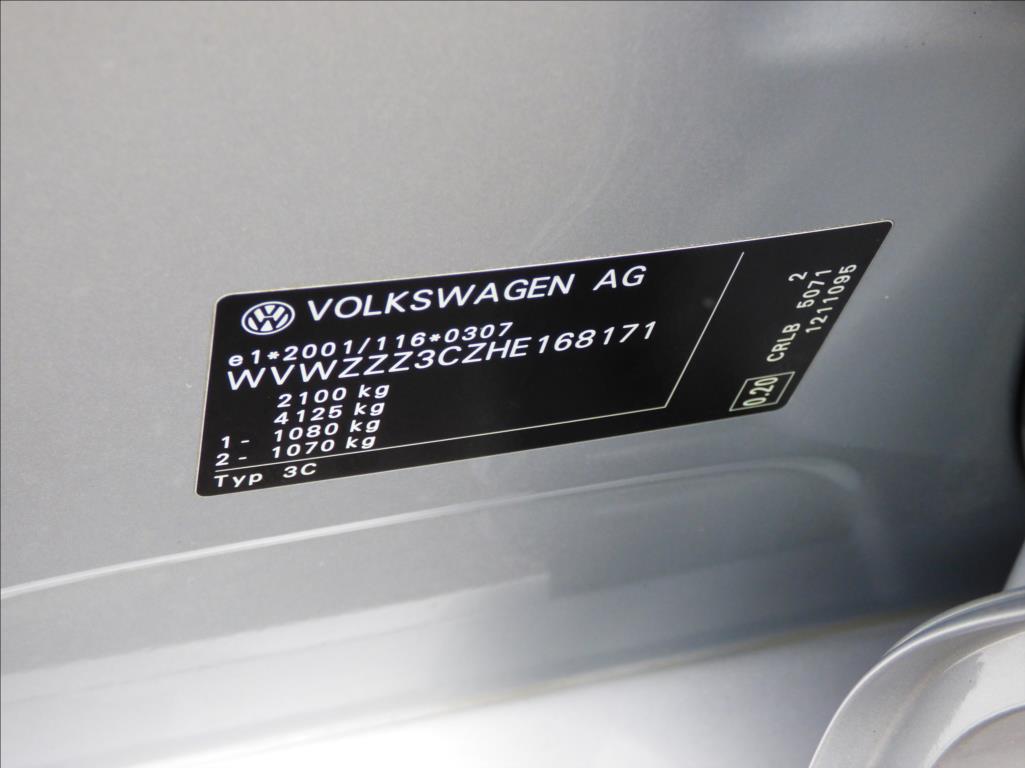 VOLKSWAGEN AG
e1*2001/116*0307
WVWZZZ3CZHE168171
2100 kg
4125 kg
1- 1080 kg
2- 1070 kg
Typ 3C
2
CRLB 5071
1211095
0.20